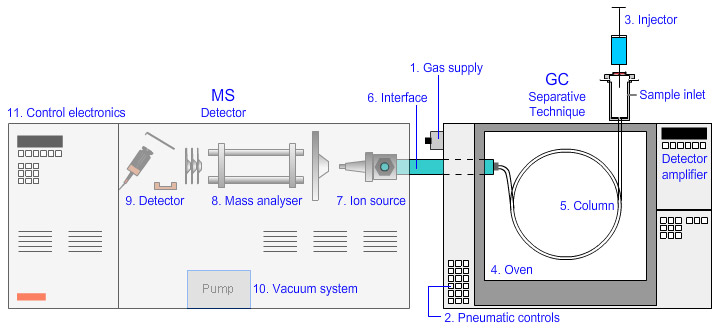 3. Injector
1. Gas supply
MS
Detector
GC
Separative
Technique
6. Interface
Sample inlet
11. Control electronics
Detector
amplifier
9. Detector
8. Mass analyser
7. Ion source
5. Column
4. Oven
Pump
10. Vacuum system
2. Pneumatic controls